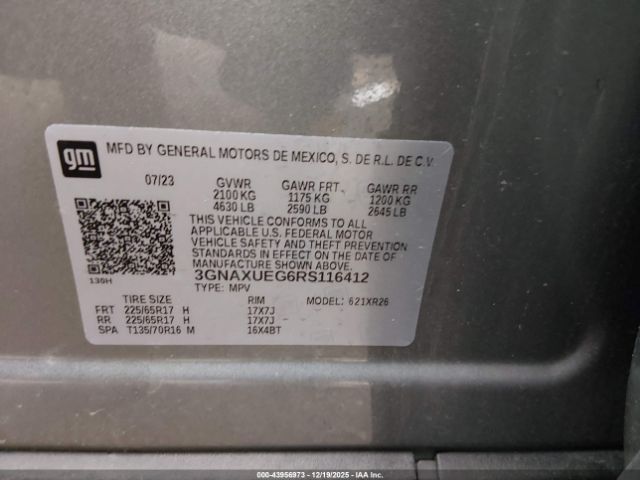 gm
MFD BY GENERAL MOTORS DE MEXICO, S. DE R.L. DE C.V.
07/23 GVWR GAWR FRT GAWR RR
2100 KG 1175 KG 1200 KG
4630 LB 2590 LB 2645 LB
THIS VEHICLE CONFORMS TO ALL
APPLICABLE U.S. FEDERAL MOTOR
VEHICLE SAFETY AND THEFT PREVENTION
STANDARDS IN EFFECT ON THE DATE OF
MANUFACTURE SHOWN ABOVE.
3GNAXUEG6RS116412
TYPE: MPV
136H
TIRE SIZE RIM MODEL: 621XR26
FRT 225/65R17 H 17X7J
RR 225/65R17 H 17X7J
SPA T135/70R16 M 16X4BT
000-43956973 - 12/19/2025 - IAAI.COM